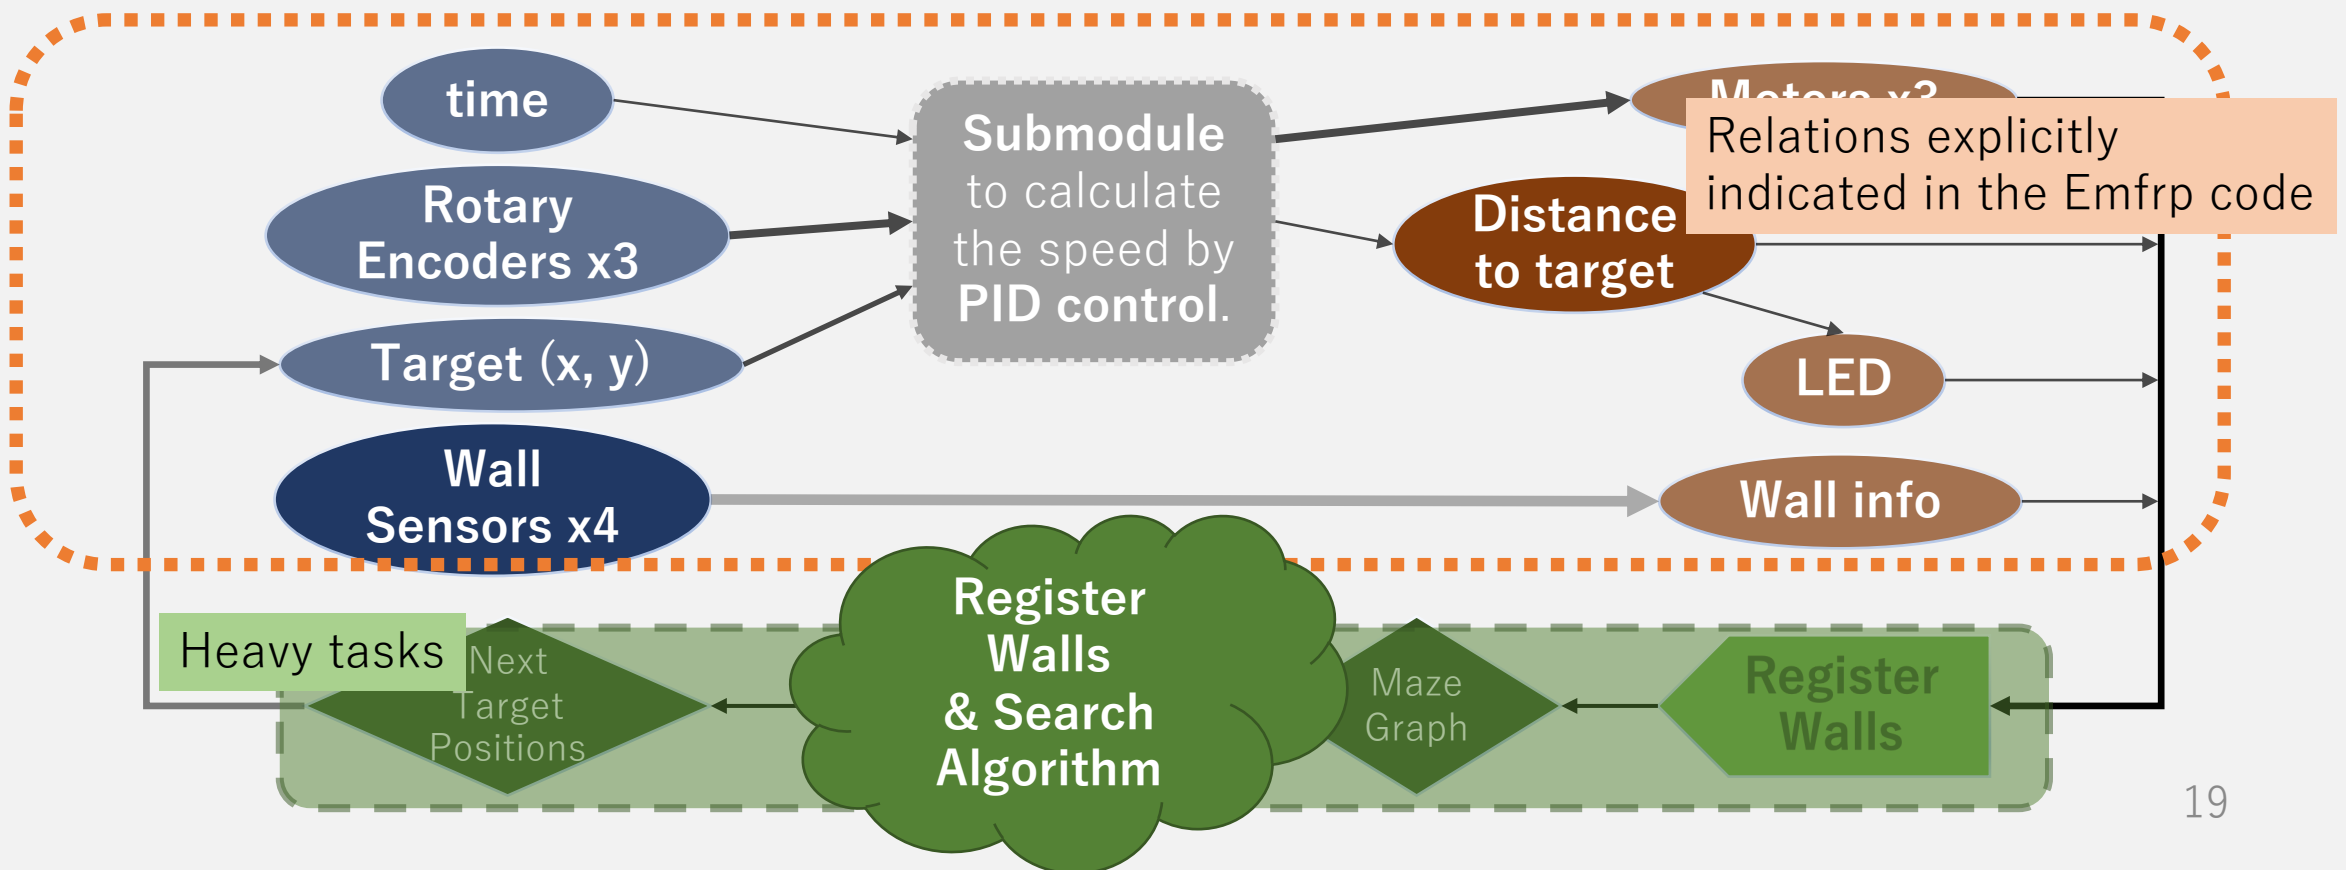 time
Rotary
Encoders x3
Target (x, y)
Wall
Sensors x4
Submodule
to calculate
the speed by
PID control.
Motors x3
Relations explicitly
indicated in the Emfrp code
Distance
to target
LED
Wall info
Heavy tasks
Next
Target
Positions
Register
Walls
& Search
Algorithm
Maze
Graph
Register
Walls
19